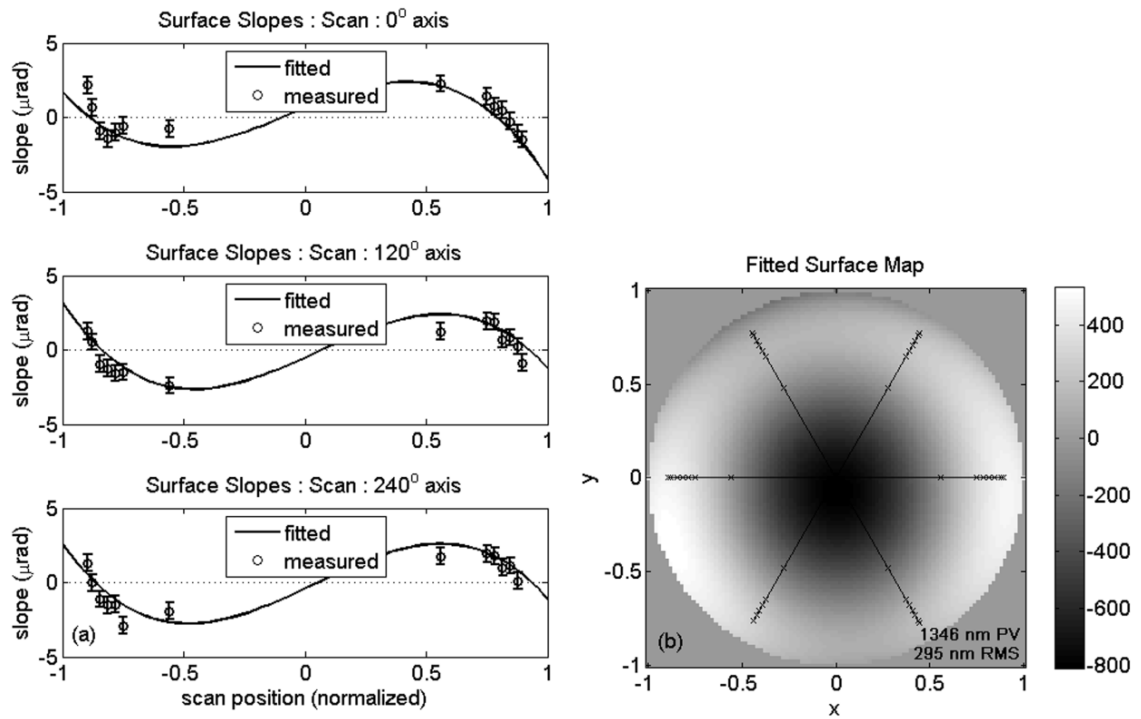 Surface Slopes : Scan : 0⁰ axis
5
0
-5
slope (μrad)
fitted
measured
-1 -0.5 0 0.5 1
Surface Slopes : Scan : 120⁰ axis
5
0
-5
slope (μrad)
fitted
measured
-1 -0.5 0 0.5 1
Surface Slopes : Scan : 240⁰ axis
5
0
-5
slope (μrad)
fitted
measured
(a)
-1 -0.5 0 0.5 1
scan position (normalized)
Fitted Surface Map
1
0.5
0
-0.5
-1
y
(b)
1346 nm PV
295 nm RMS
-1 -0.5 0 0.5 1
x
400
200
0
-200
-400
-600
-800